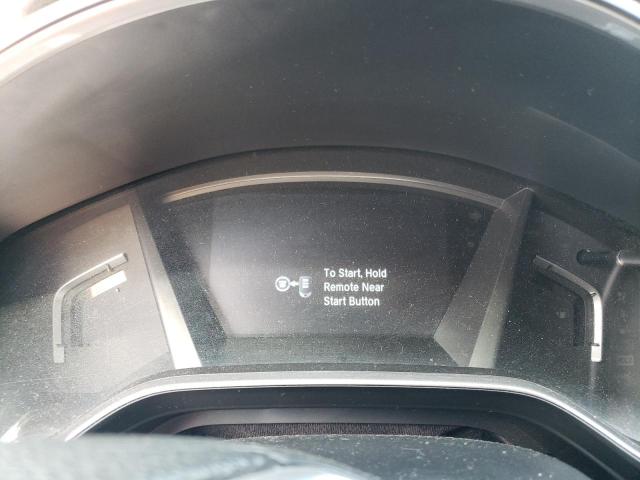 To Start, Hold
Remote Near
Start Button